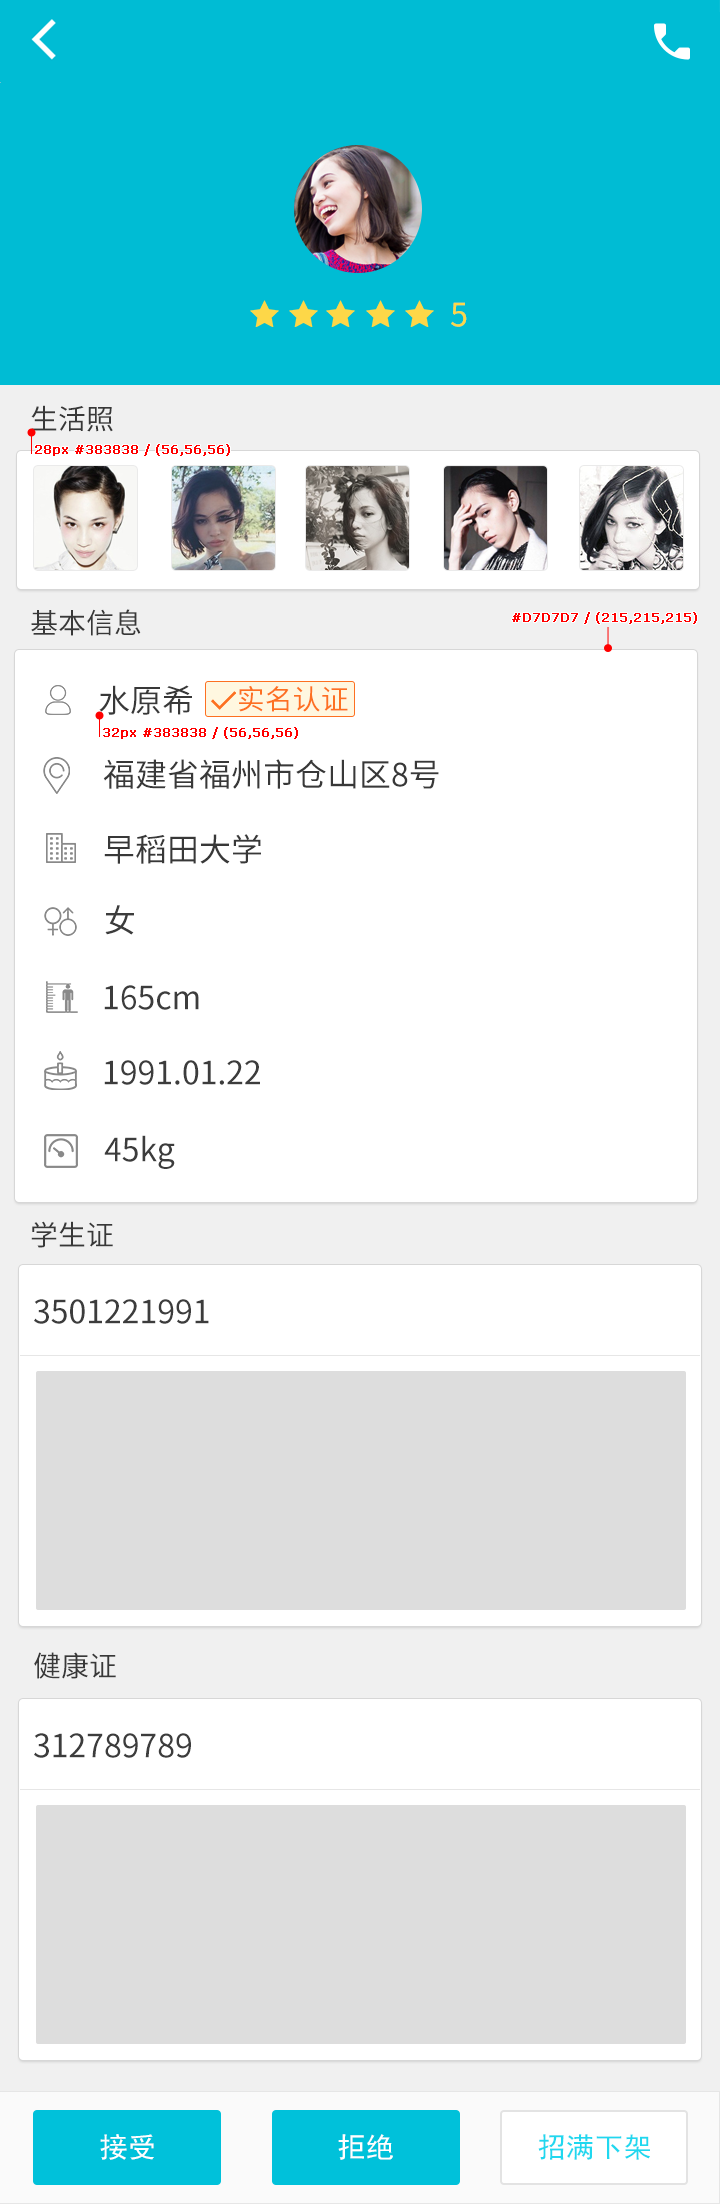 5
生活照
28px #383838 / (56,56,56)
基本信息
#D7D7D7 / (215,215,215)
水原希 实名认证
32px #383838 / (56,56,56)
福建省福州市仓山区8号
早稻田大学
女
165cm
1991.01.22
45kg
学生证
3501221991
健康证
312789789
接受 拒绝 招满下架